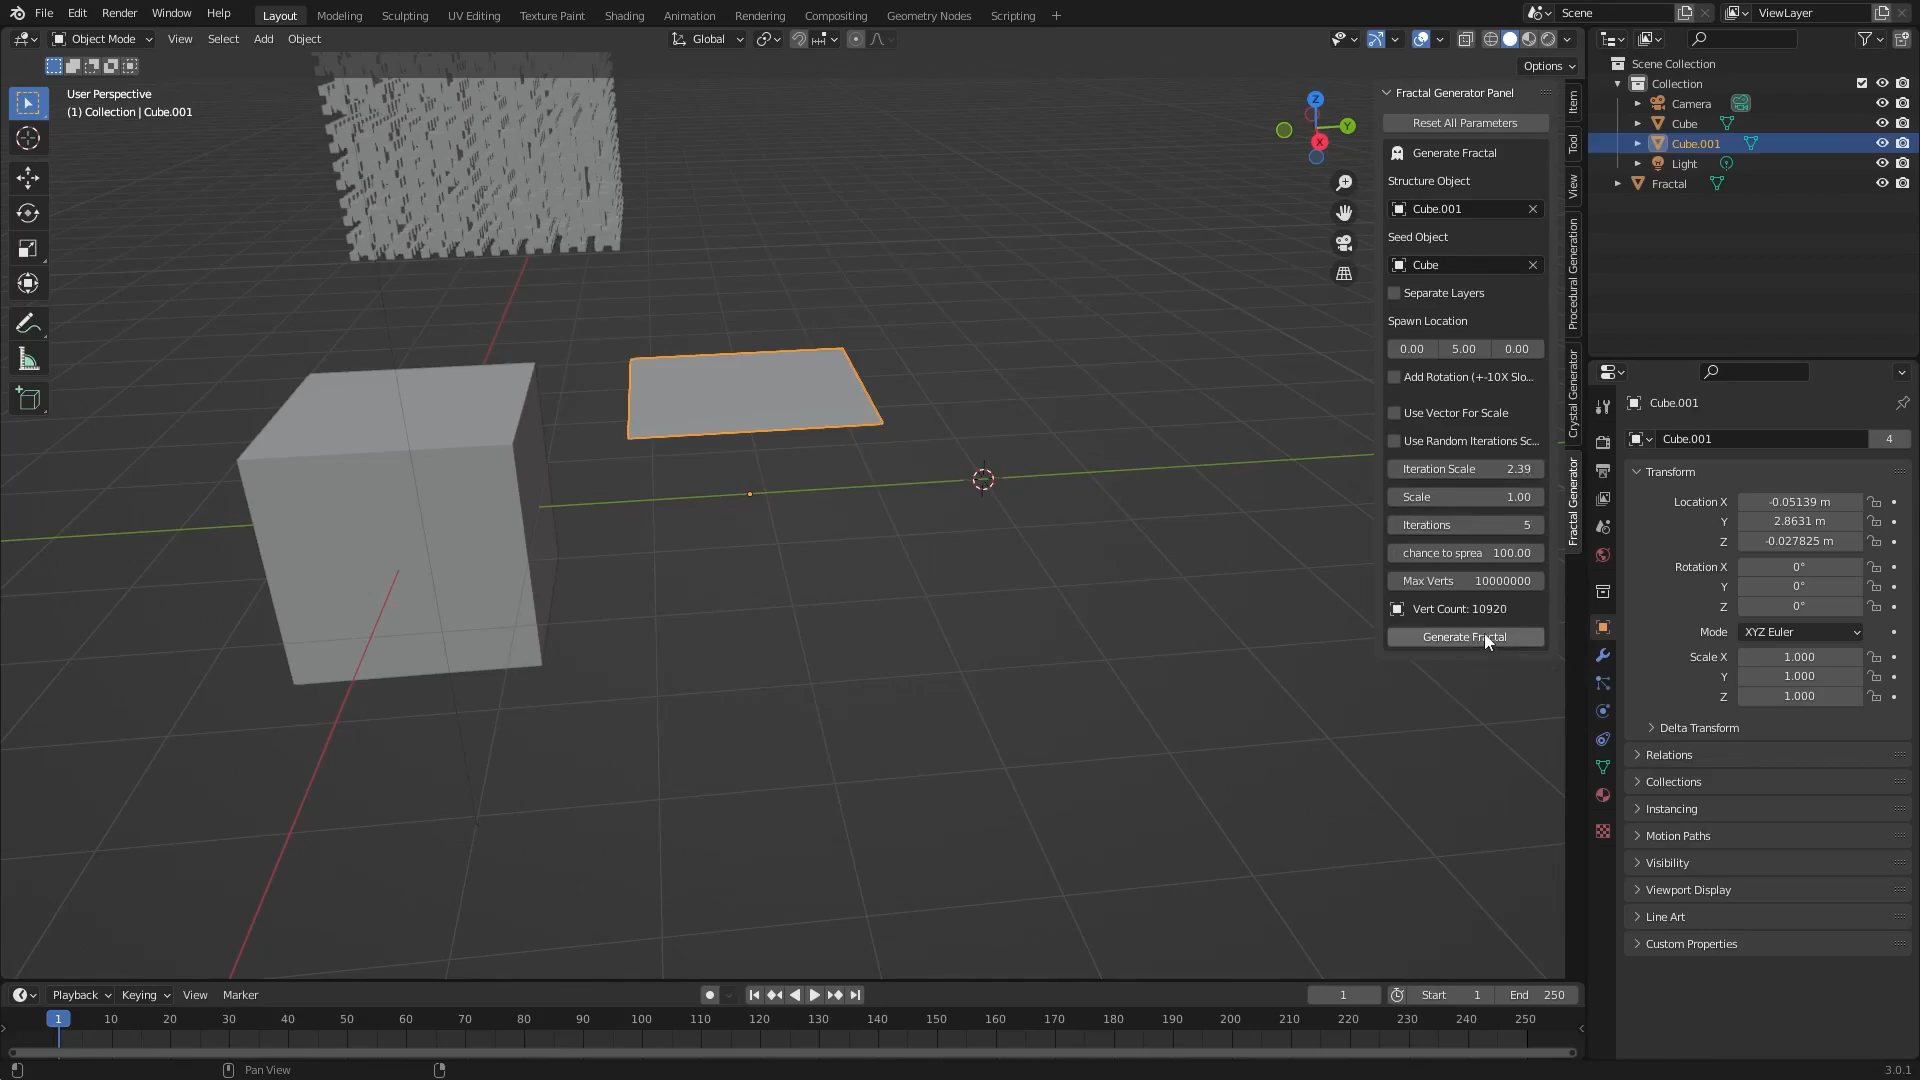 File Edit Render Window Help Layout Modeling Sculpting UV Editing Texture Paint Shading Animation Rendering Compositing Geometry Nodes Scripting + Scene ViewLayer
Object Mode View Select Add Object Global
Options
User Perspective
(1) Collection | Cube.001
Z
Y
X
Fractal Generator Panel
Reset All Parameters
Generate Fractal
Structure Object
Cube.001
Seed Object
Cube
Separate Layers
Spawn Location
0.00 5.00 0.00
Add Rotation (+-10X Slo...
Use Vector For Scale
Use Random Iterations Sc...
Iteration Scale 2.39
Scale 1.00
Iterations 5
chance to sprea 100.00
Max Verts 10000000
Vert Count: 10920
Generate Fractal
Item
Tool
View
Procedural Generation
Crystal Generator
Fractal Generator
Scene Collection
Collection
Camera
Cube
Cube.001
Light
Fractal
Cube.001
Cube.001 4
Transform
Location X -0.05139 m
Y 2.8631 m
Z -0.027825 m
Rotation X 0°
Y 0°
Z 0°
Mode XYZ Euler
Scale X 1.000
Y 1.000
Z 1.000
Delta Transform
Relations
Collections
Instancing
Motion Paths
Visibility
Viewport Display
Line Art
Custom Properties
Playback Keying View Marker 1 Start 1 End 250
1 10 20 30 40 50 60 70 80 90 100 110 120 130 140 150 160 170 180 190 200 210 220 230 240 250
Pan View 3.0.1